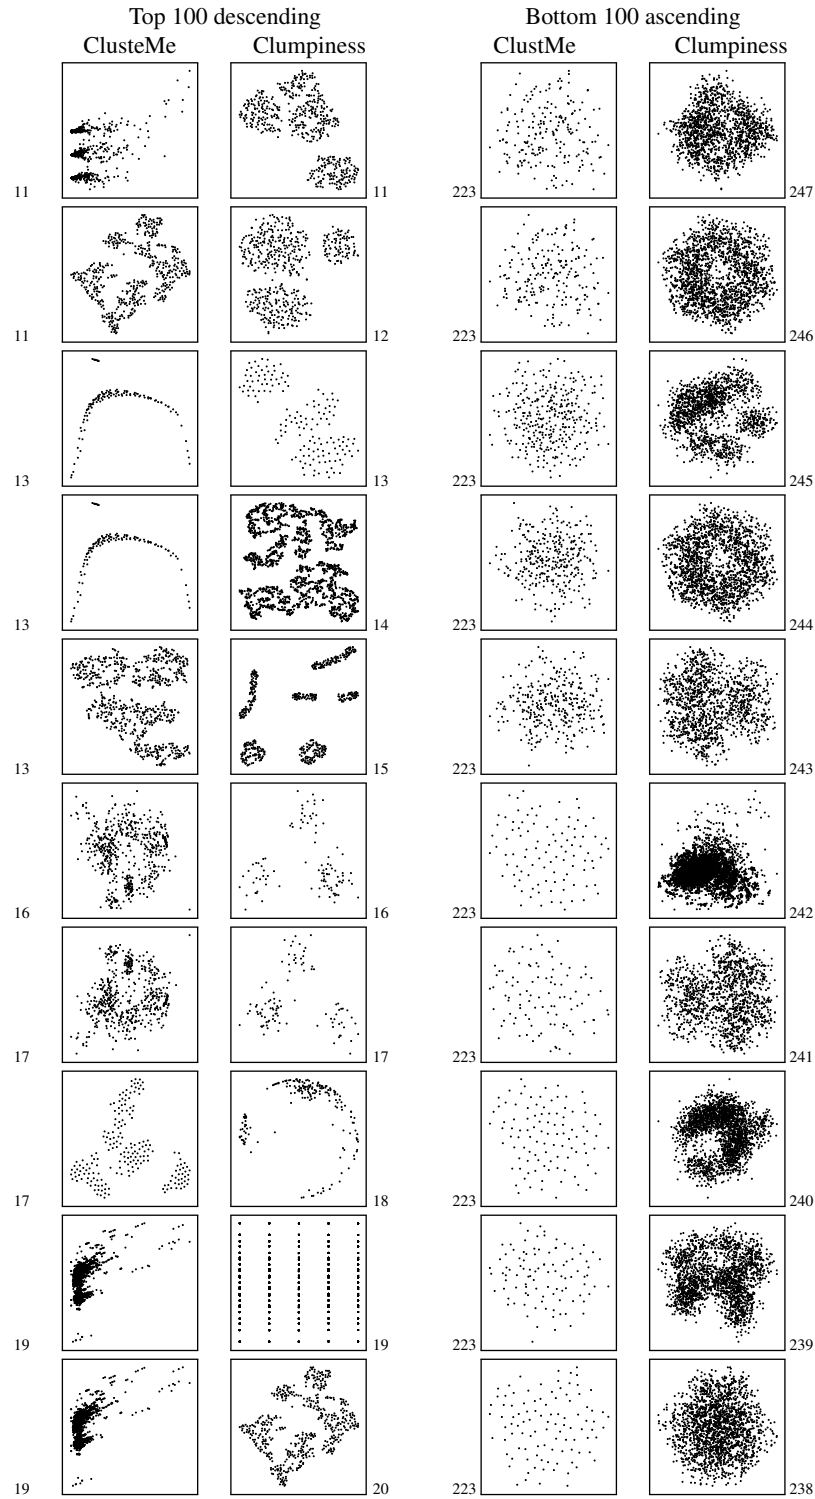 Top 100 descending Bottom 100 ascending
ClusteMe Clumpiness ClustMe Clumpiness
11 11 223 247
11 12 223 246
13 13 223 245
13 14 223 244
13 15 223 243
16 16 223 242
17 17 223 241
17 18 223 240
19 19 223 239
19 20 223 238